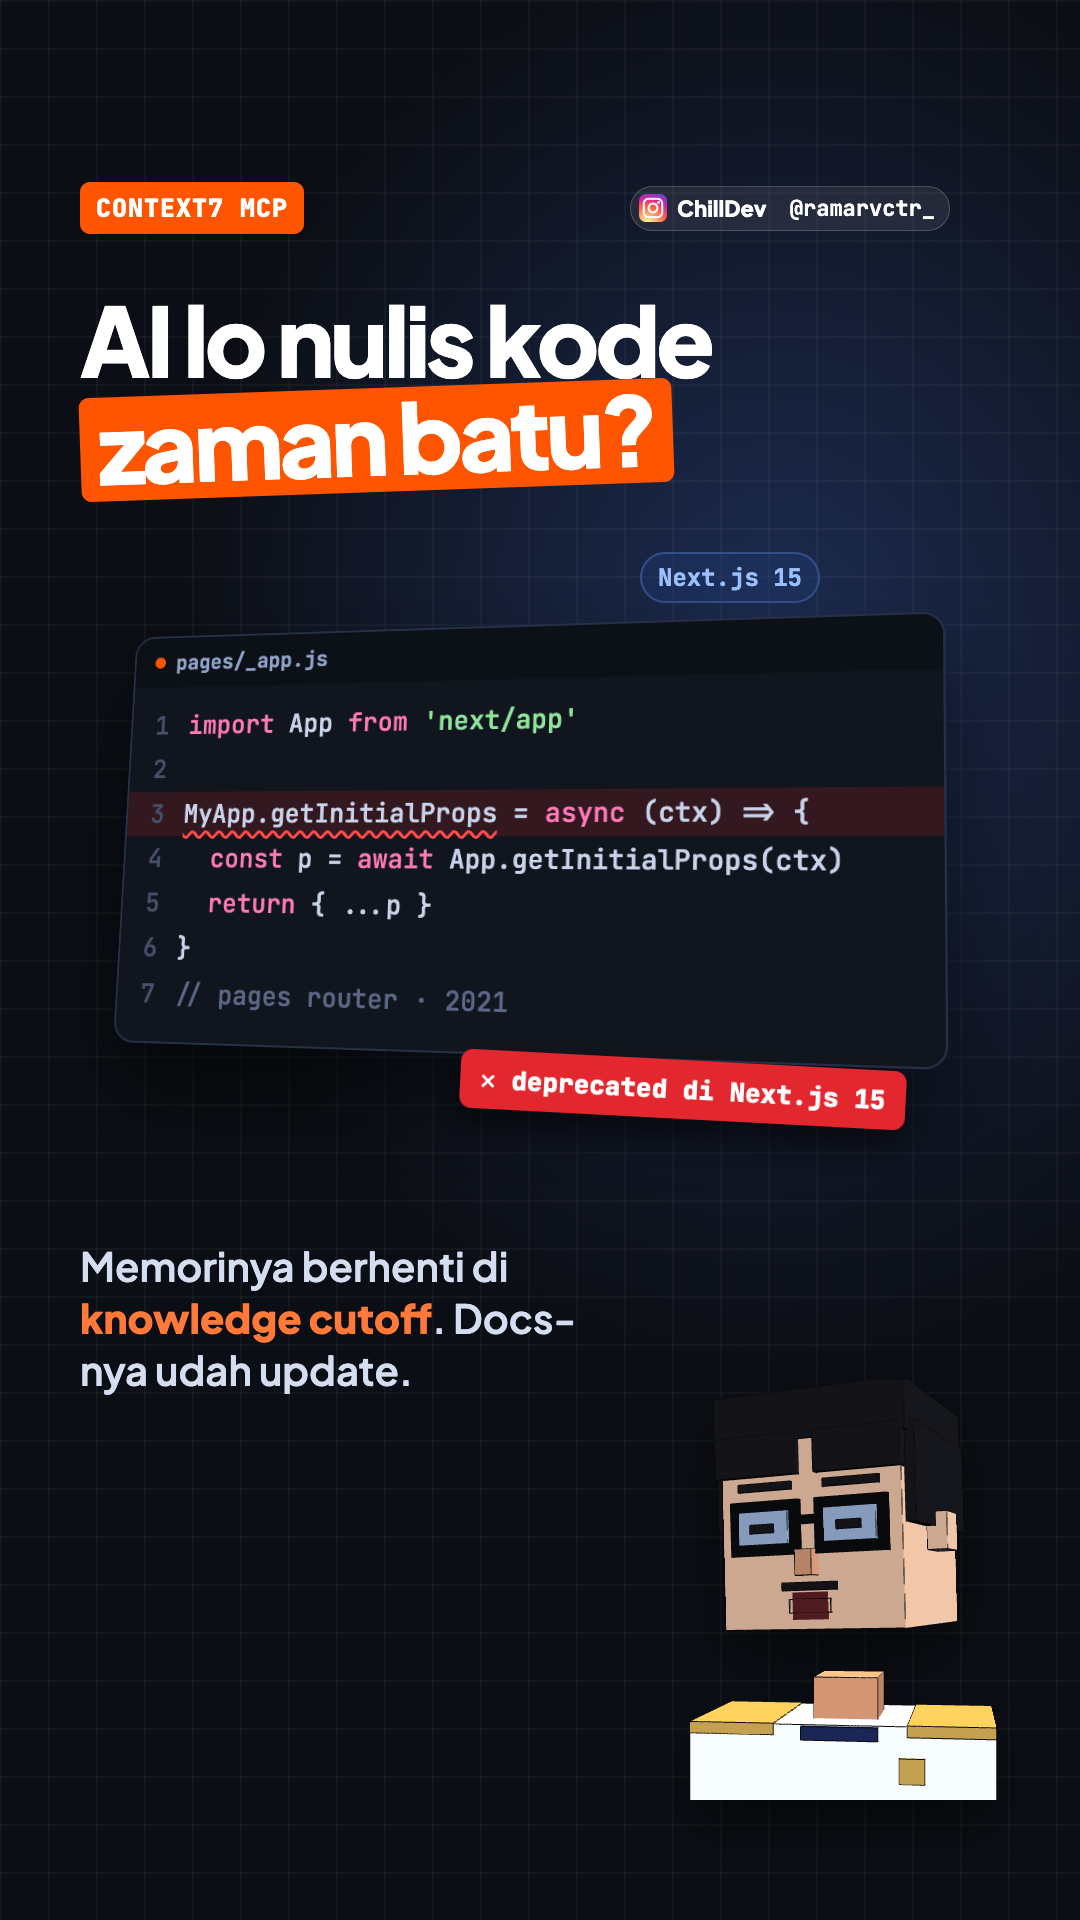 CONTEXT7 MCP
ChillDev @ramarvctr_
AI lo nulis kode
zaman batu?
Next.js 15
pages/_app.js
1 import App from 'next/app'
2
3 MyApp.getInitialProps = async (ctx) => {
4 const p = await App.getInitialProps(ctx)
5 return { ...p }
6 }
7 // pages router · 2021
× deprecated di Next.js 15
Memorinya berhenti di
knowledge cutoff. Docs-
nya udah update.